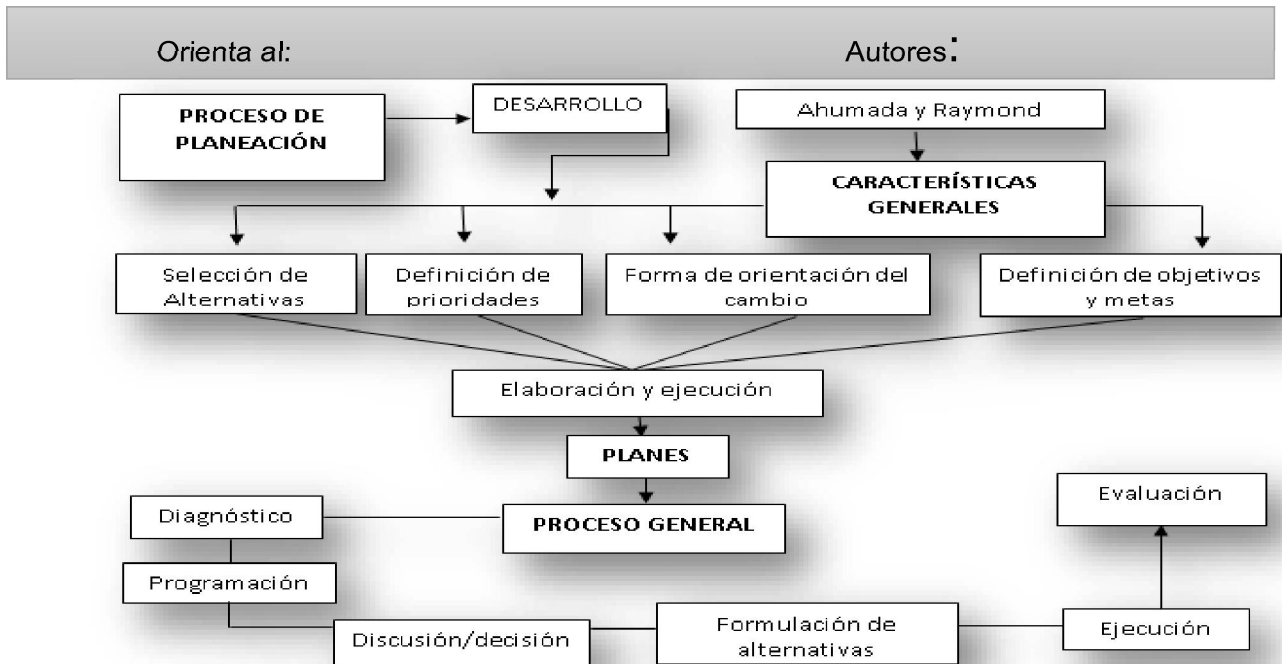 Orienta al:
Autores:
PROCESO DE
PLANEACIÓN
DESARROLLO
Ahumada y Raymond
CARACTERÍSTICAS
GENERALES
Selección de
Alternativas
Definición de
prioridades
Forma de orientación del
cambio
Definición de objetivos
y metas
Elaboración y ejecución
PLANES
PROCESO GENERAL
Diagnóstico
Programación
Discusión/decisión
Formulación de
alternativas
Ejecución
Evaluación